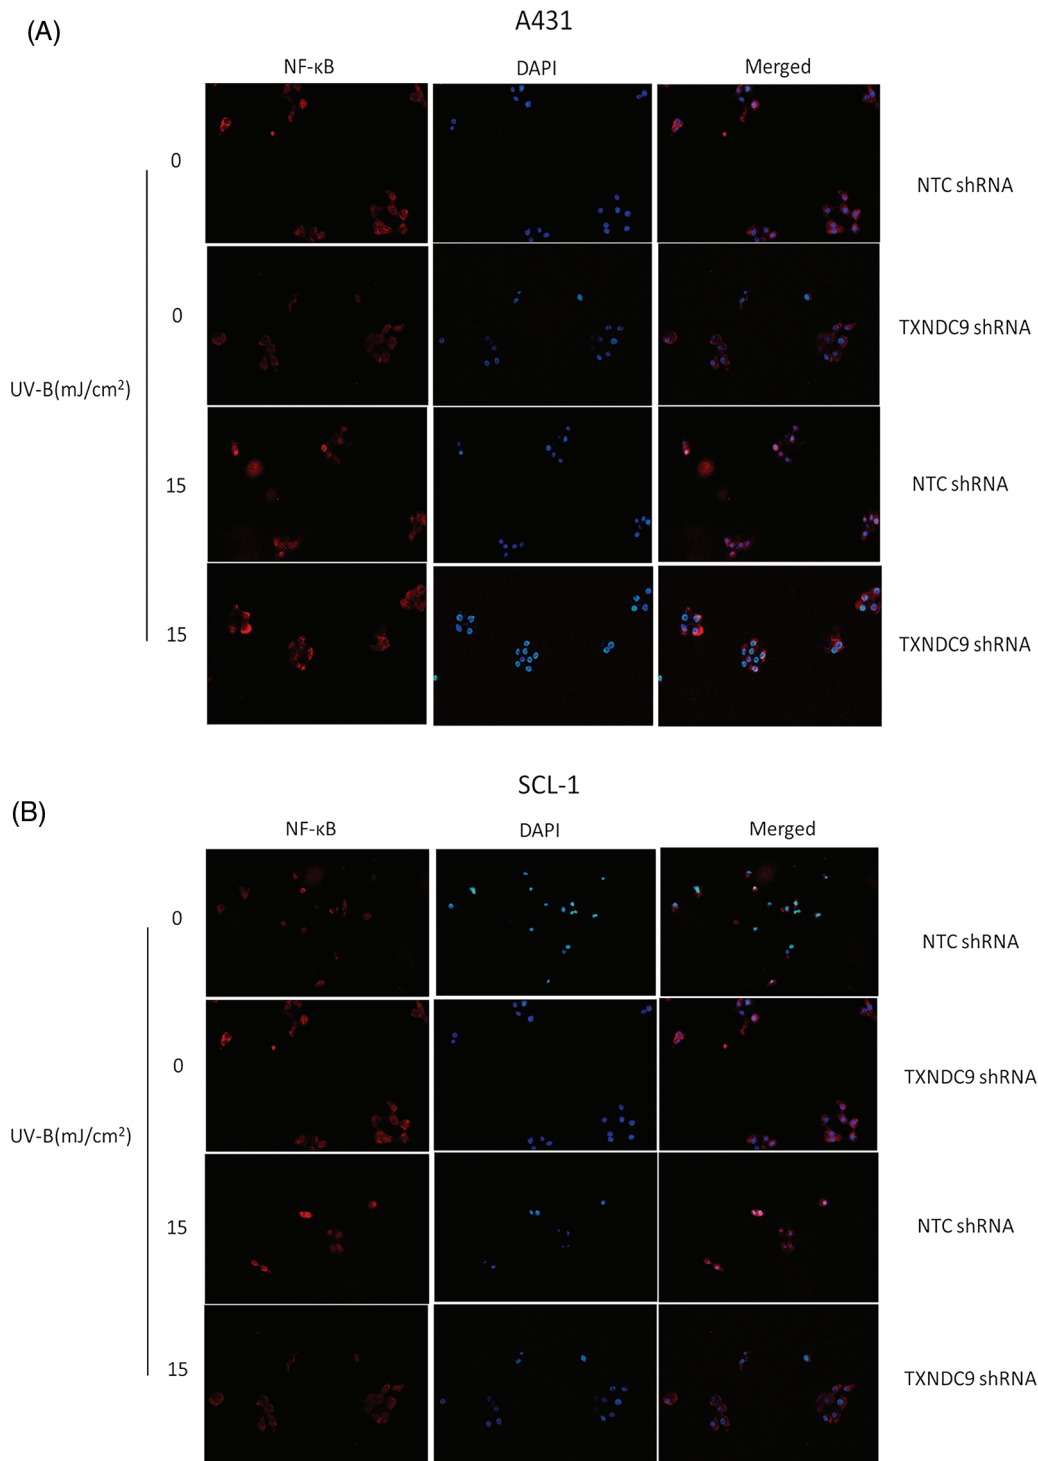 (A)
A431
NF-κB DAPI Merged
0
NTC shRNA
0
TXNDC9 shRNA
UV-B(mJ/cm²)
15
NTC shRNA
15
TXNDC9 shRNA
SCL-1
(B)
NF-κB DAPI Merged
0
NTC shRNA
0
TXNDC9 shRNA
UV-B(mJ/cm²)
15
NTC shRNA
15
TXNDC9 shRNA